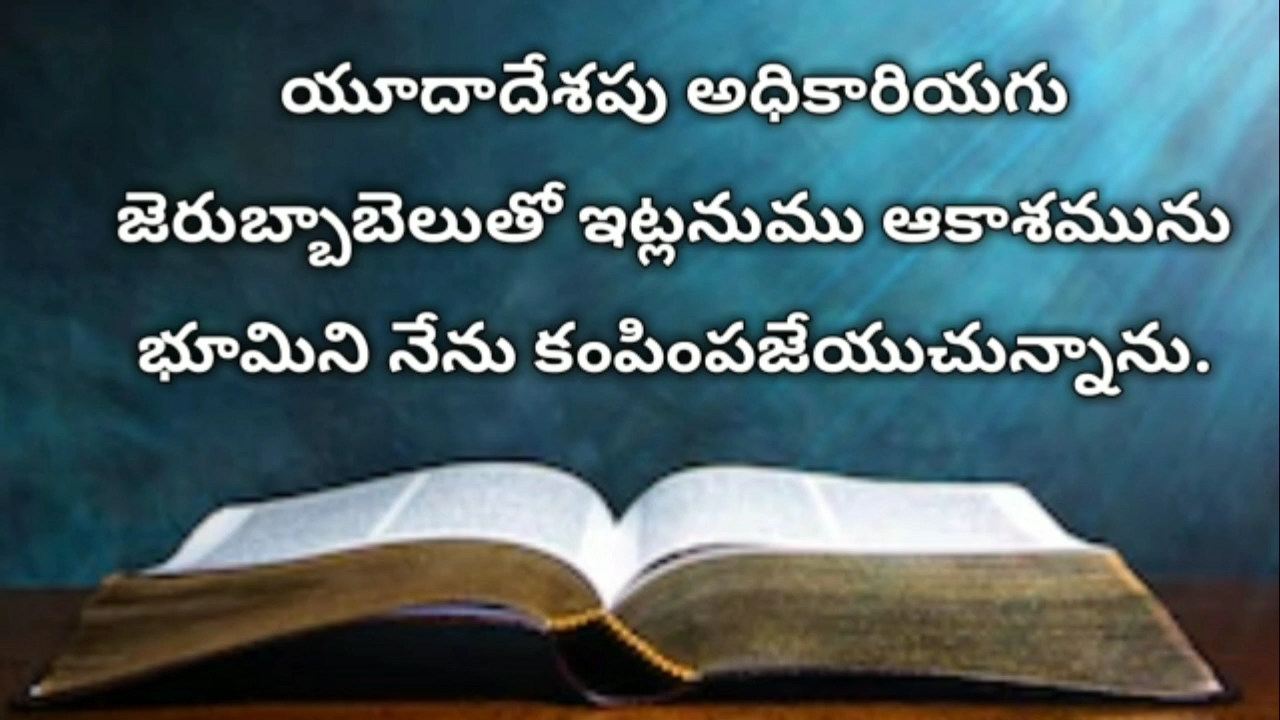 యూదాదేశపు అధికారియగు
జెరుబ్బాబెలుతో ఇట్లనుము ఆకాశమును
భూమిని నేను కంపింపజేయుచున్నాను.